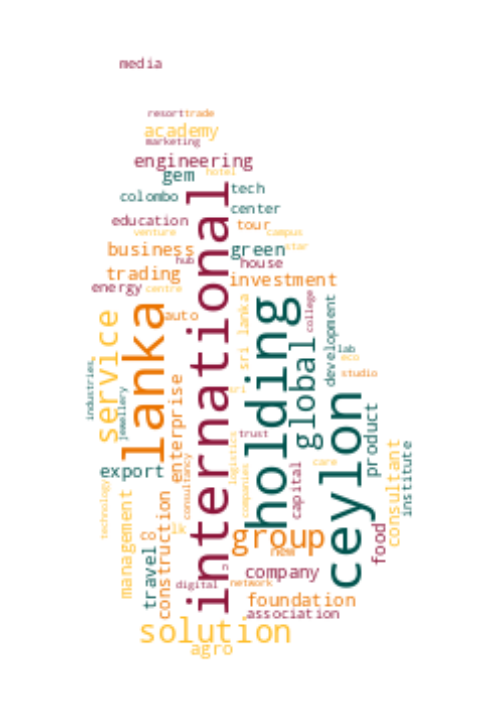 media
resort trade
academy
marketing
engineering
gem hotel
tech
colombo
center
education
tour
venture
campus
business
green star
hub
house
trading
investment
energy centre
international
holding
lanka
service
auto
sri lanka
college
development
global
lab
eco
studio
ceylon
industries
jewellery
enterprise
sri
product
trust
logistics
companies
care
capital
consultant
institute
export
consultancy
technology
management
construction
lk
travel
group
new
food
company
digital
network
foundation
association
solution
agro